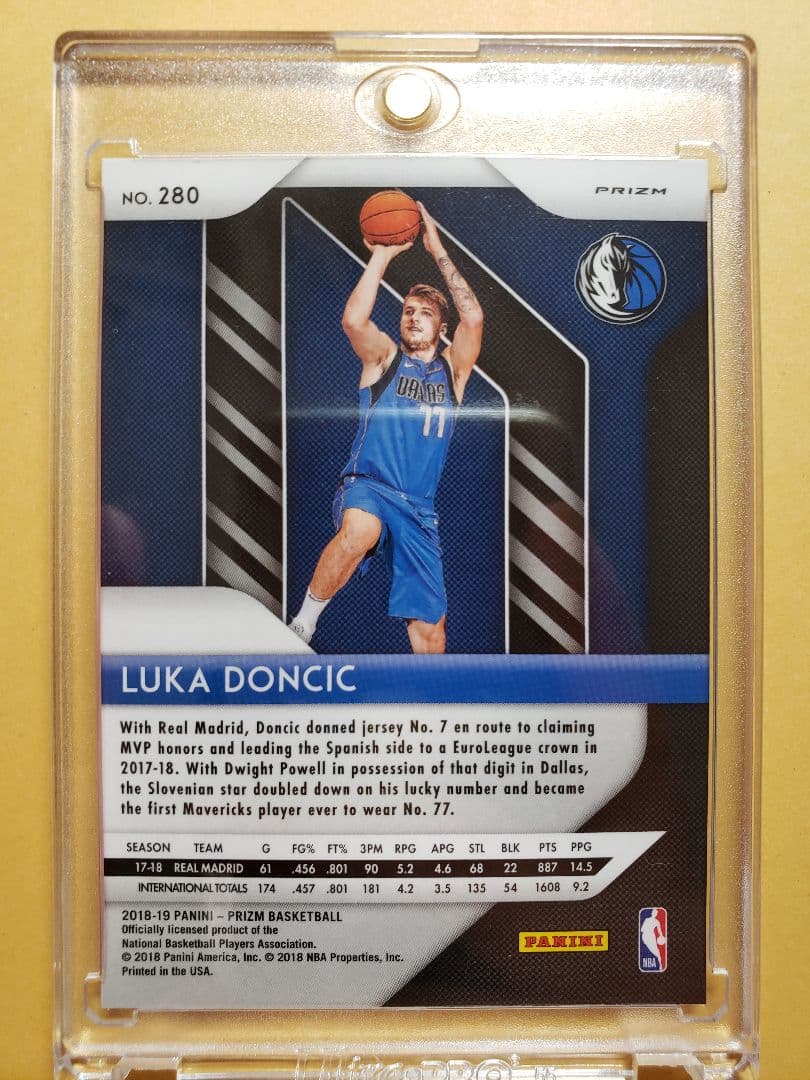 NO. 280
PRIZM
DALLAS
77
LUKA DONCIC
With Real Madrid, Doncic donned jersey No. 7 en route to claiming
MVP honors and leading the Spanish side to a EuroLeague crown in
2017-18. With Dwight Powell in possession of that digit in Dallas,
the Slovenian star doubled down on his lucky number and became
the first Mavericks player ever to wear No. 77.
SEASON TEAM G FG% FT% 3PM RPG APG STL BLK PTS PPG
17-18 REAL MADRID 61 .456 .801 90 5.2 4.6 68 22 887 14.5
INTERNATIONAL TOTALS 174 .457 .801 181 4.2 3.5 135 54 1608 9.2
2018-19 PANINI – PRIZM BASKETBALL
Officially licensed product of the
National Basketball Players Association.
© 2018 Panini America, Inc. © 2018 NBA Properties, Inc.
Printed in the USA.
PANINI
NBA